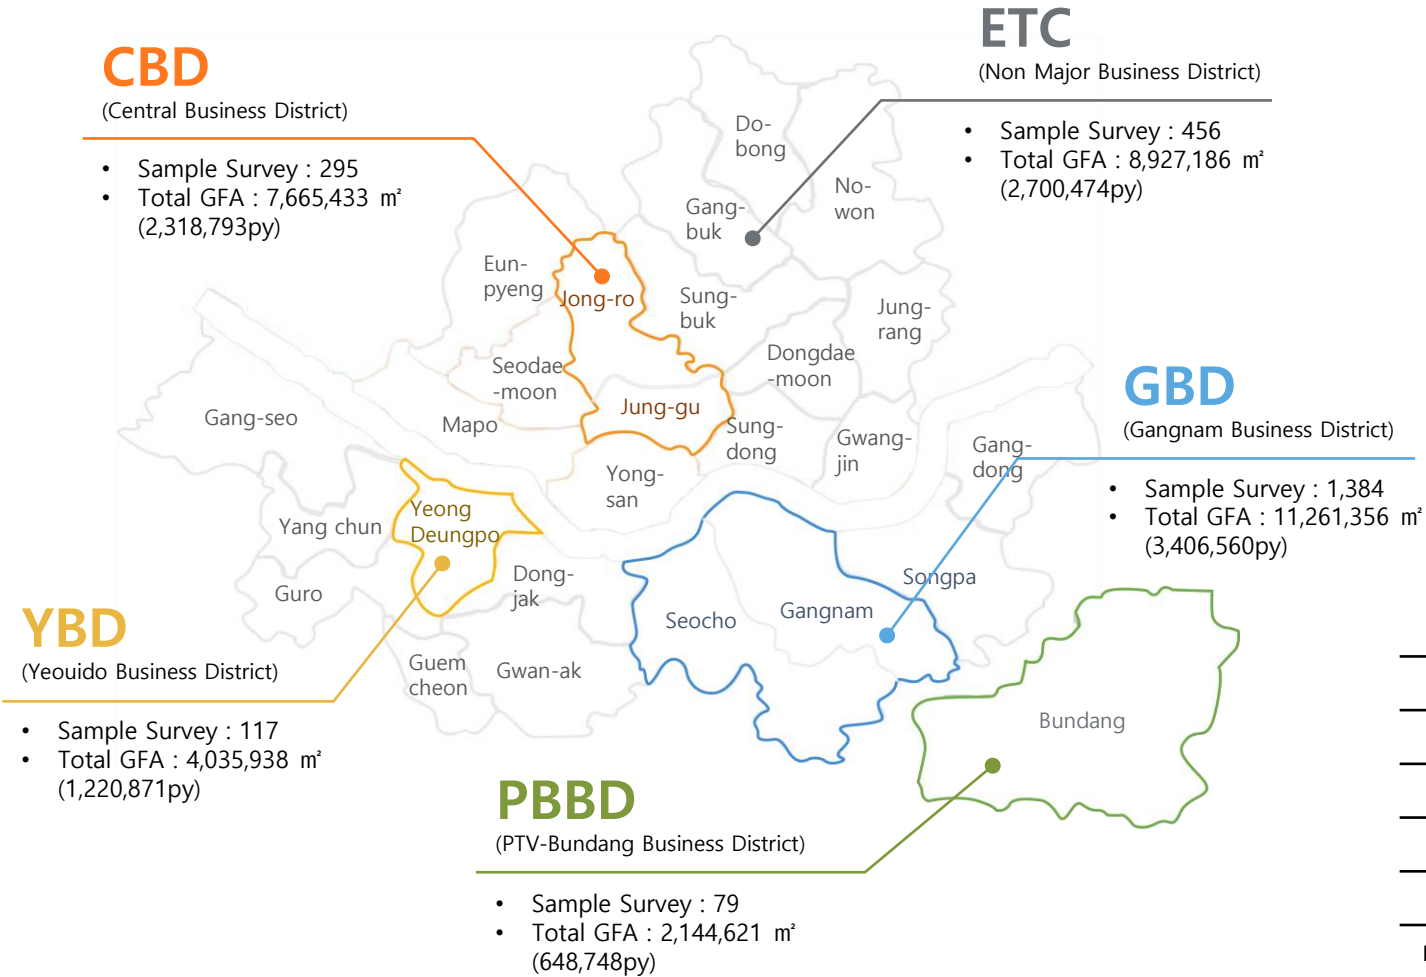 ETC
(Non Major Business District)
• Sample Survey : 456
• Total GFA : 8,927,186 ㎡
(2,700,474py)
CBD
(Central Business District)
• Sample Survey : 295
• Total GFA : 7,665,433 ㎡
(2,318,793py)
Do-
bong
No-
won
Gang-
buk
Eun-
pyeng
Jong-ro
Sung-
buk
Jung-
rang
Seodae
-moon
Dongdae
-moon
Gang-seo
Mapo
Jung-gu
Sung-
dong
Gwang-
jin
Gang-
dong
GBD
(Gangnam Business District)
• Sample Survey : 1,384
• Total GFA : 11,261,356 ㎡
(3,406,560py)
Yong-
san
Yang chun
Yeong
Deungpo
Guro
Dong-
jak
Seocho
Gangnam
Songpa
YBD
(Yeouido Business District)
• Sample Survey : 117
• Total GFA : 4,035,938 ㎡
(1,220,871py)
Guem
cheon
Gwan-ak
Bundang
PBBD
(PTV-Bundang Business District)
• Sample Survey : 79
• Total GFA : 2,144,621 ㎡
(648,748py)